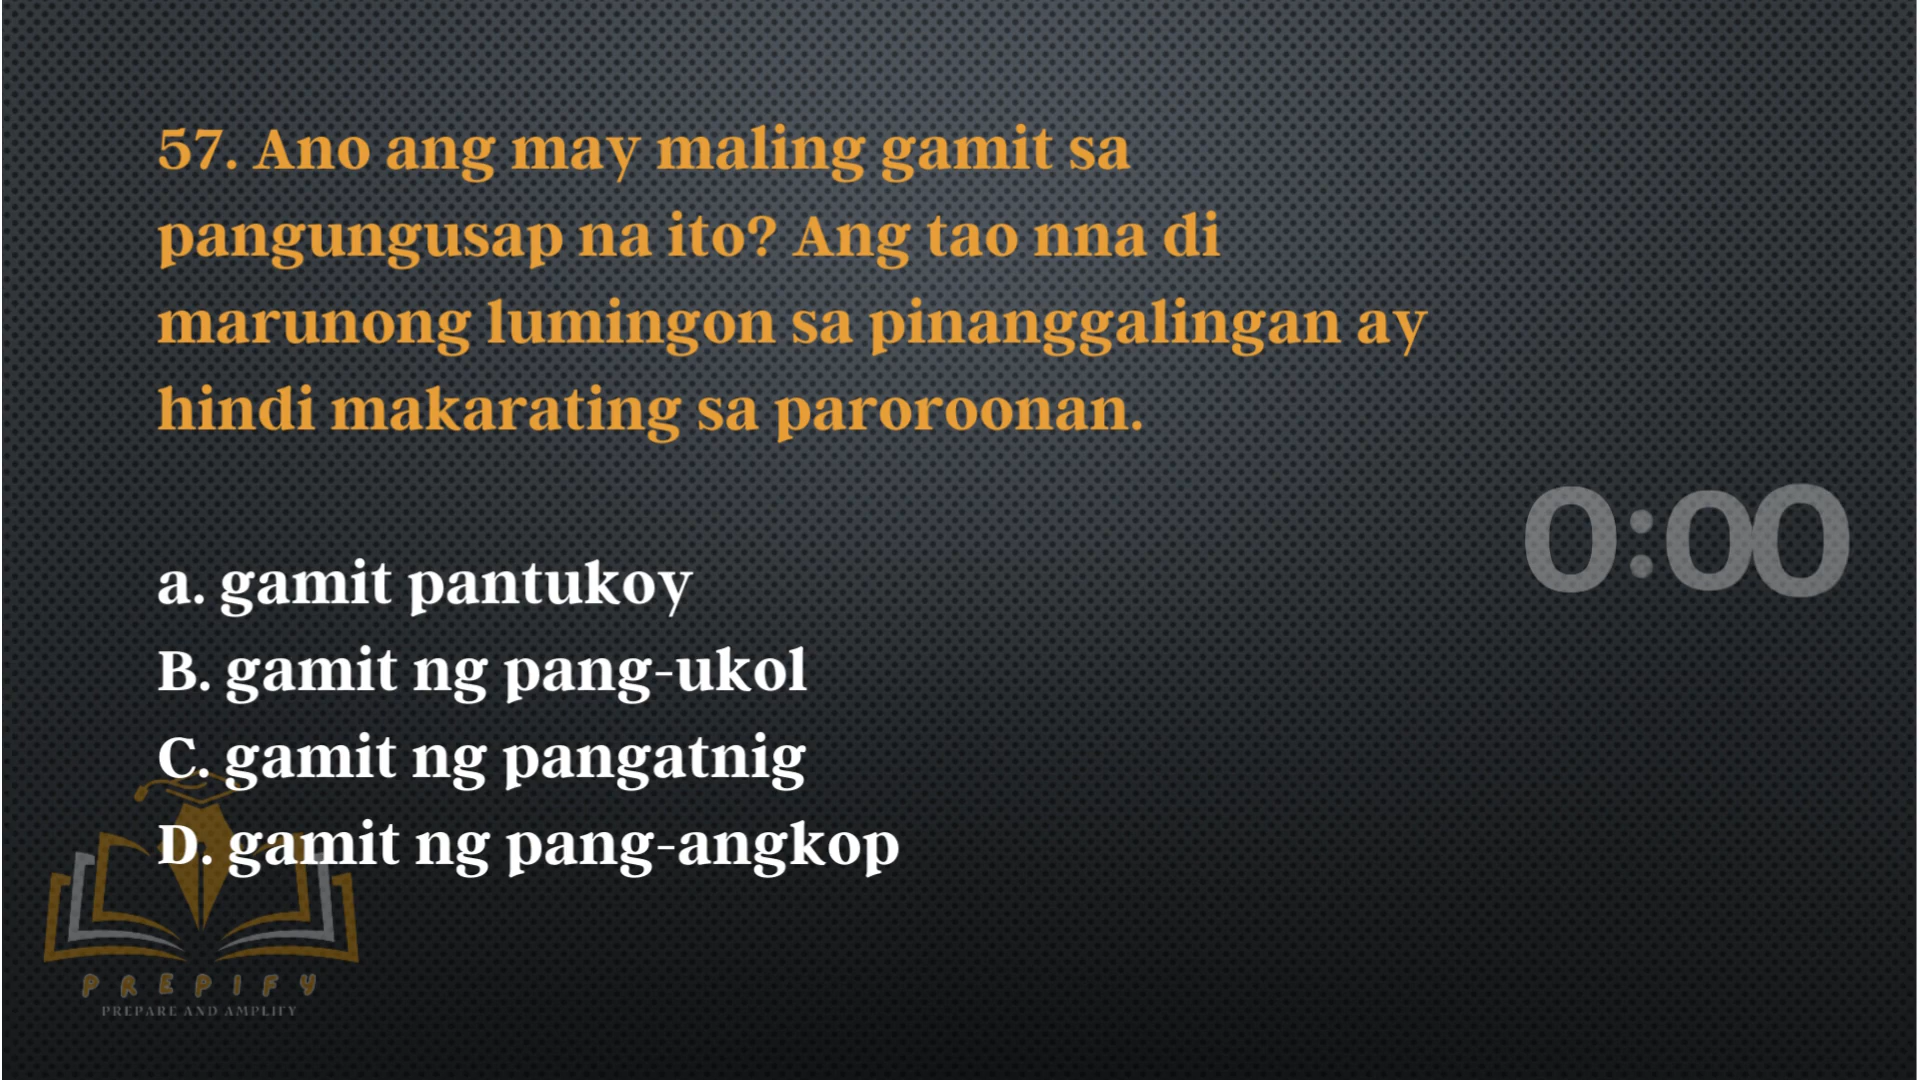 57. Ano ang may maling gamit sa
pangungusap na ito? Ang tao nna di
marunong lumingon sa pinanggalingan ay
hindi makarating sa paroroonan.
0:00
a. gamit pantukoy
B. gamit ng pang-ukol
C. gamit ng pangatnig
D. gamit ng pang-angkop
PREPIFY
PREPARE AND AMPLIFY